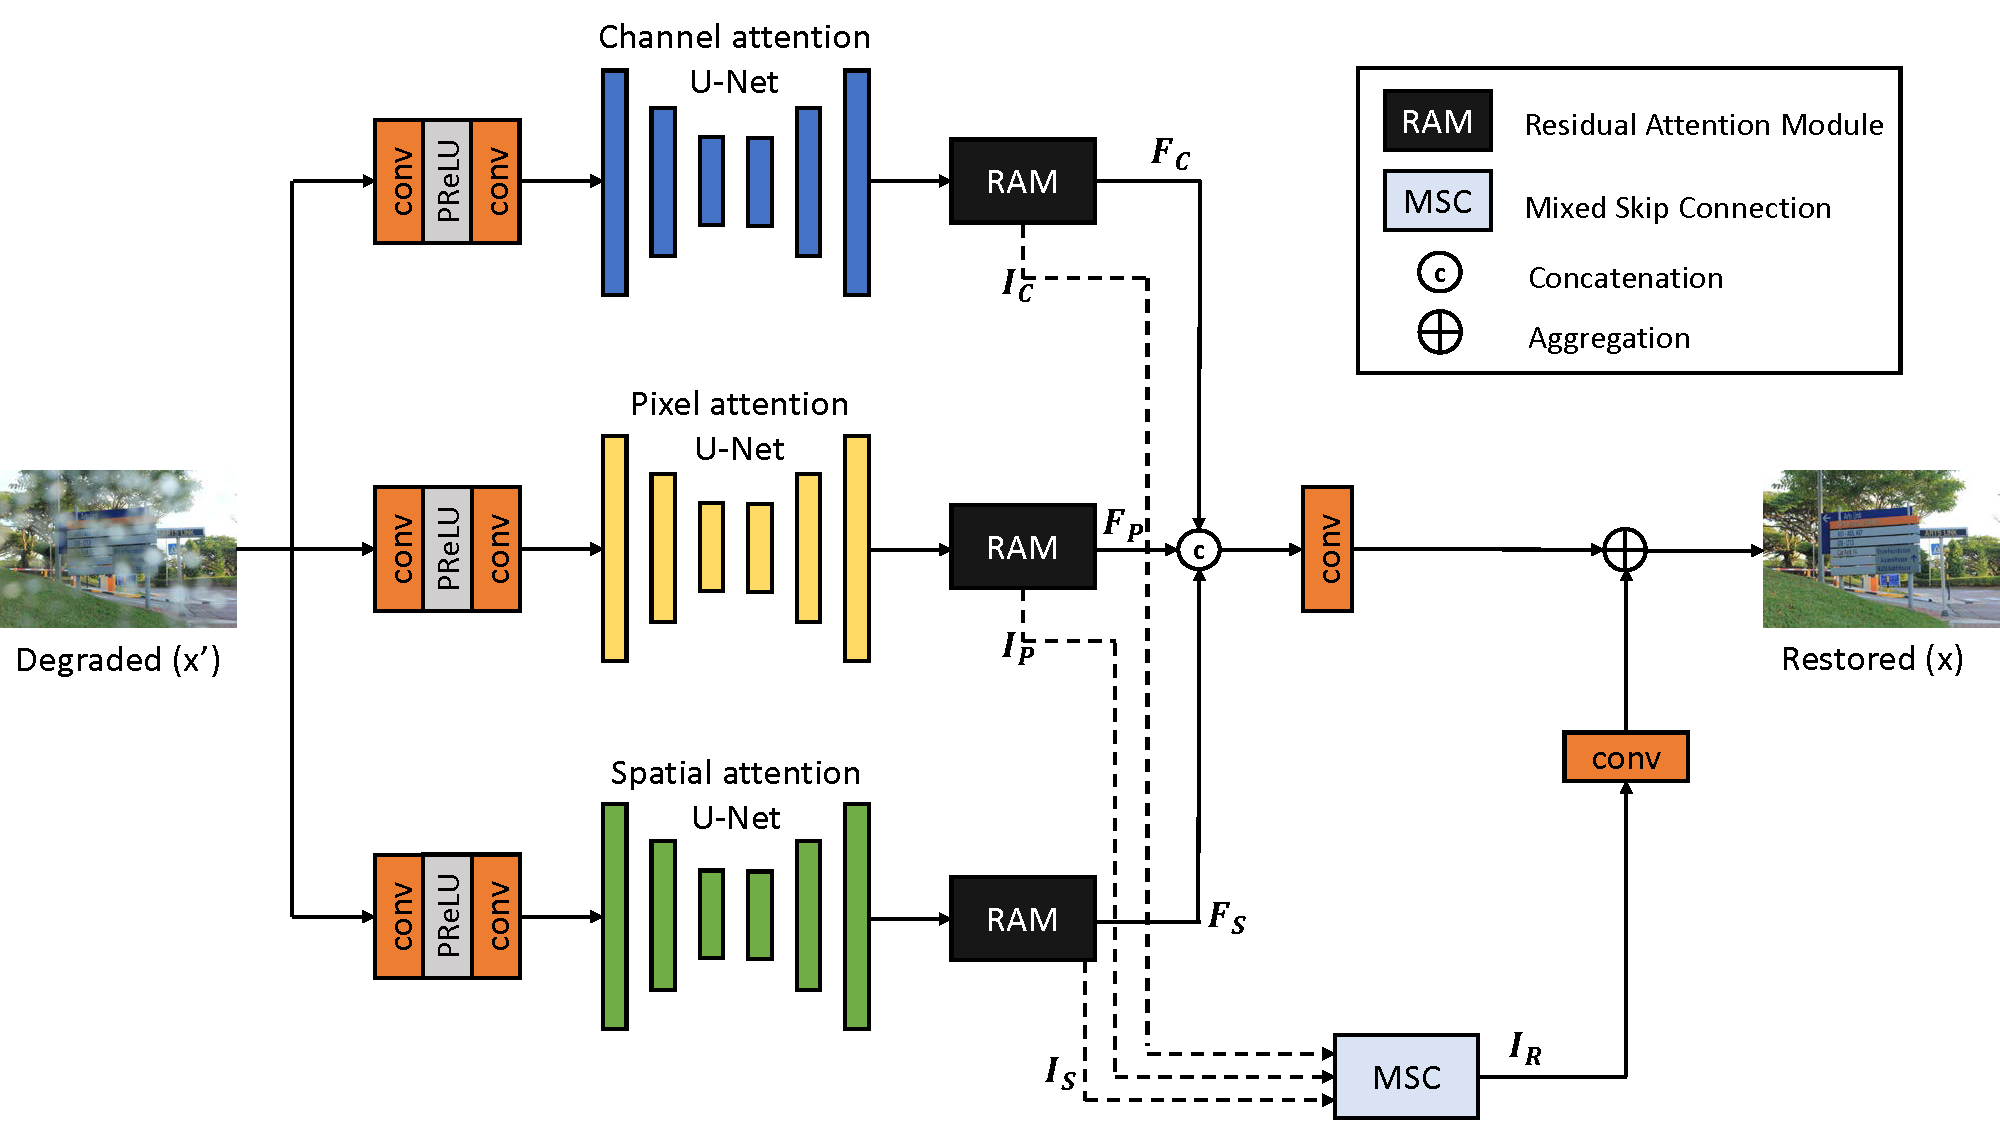 Channel attention
U-Net
conv
PReLU
conv
RAM
F_C
I_C
RAM
Residual Attention Module
MSC
Mixed Skip Connection
c
Concatenation
Aggregation
Pixel attention
U-Net
conv
PReLU
conv
RAM
F_P
I_P
c
conv
Degraded (x’)
ARTS LINK
Restored (x)
Spatial attention
U-Net
conv
PReLU
conv
RAM
F_S
I_S
MSC
I_R
conv